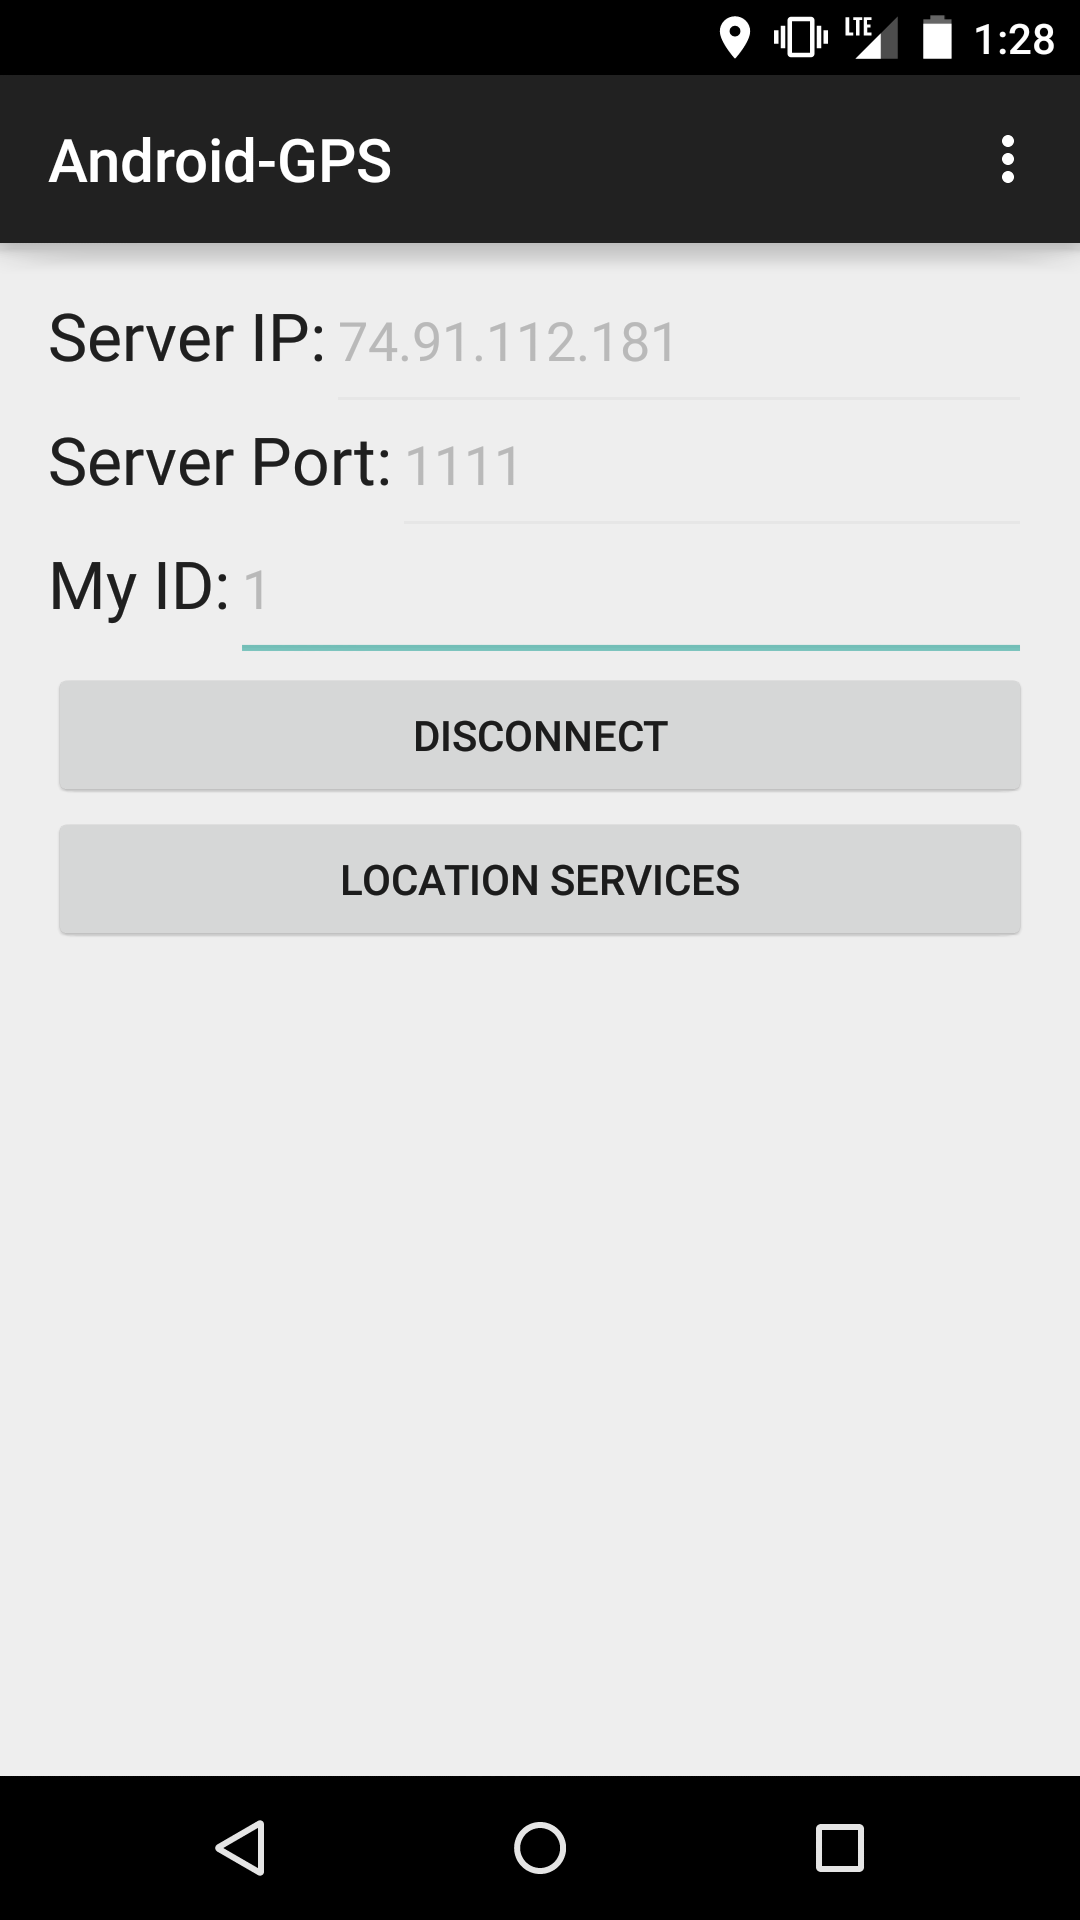 LTE 1:28
Android-GPS
Server IP: 74.91.112.181
Server Port: 1111
My ID: 1
DISCONNECT
LOCATION SERVICES